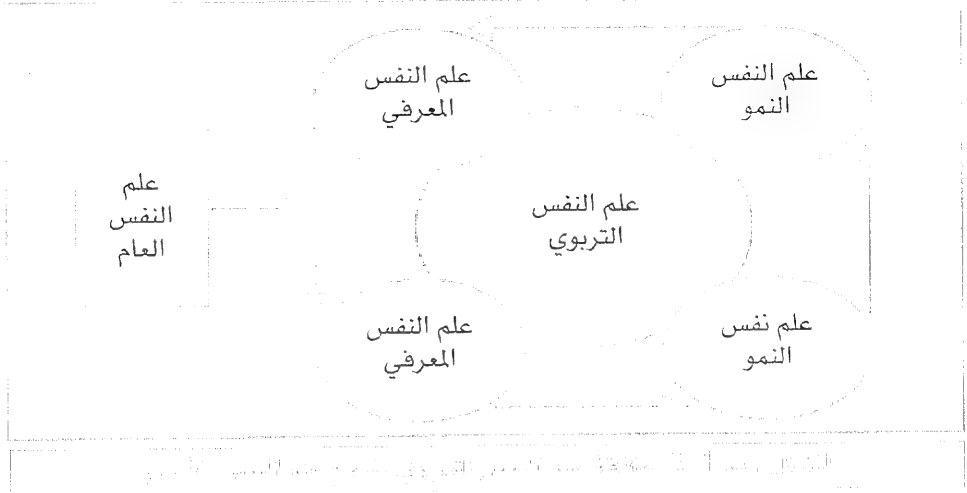 علم النفس
النمو
علم النفس
المعرفي
علم
النفس
العام
علم النفس
التربوي
علم نفس
النمو
علم النفس
المعرفي